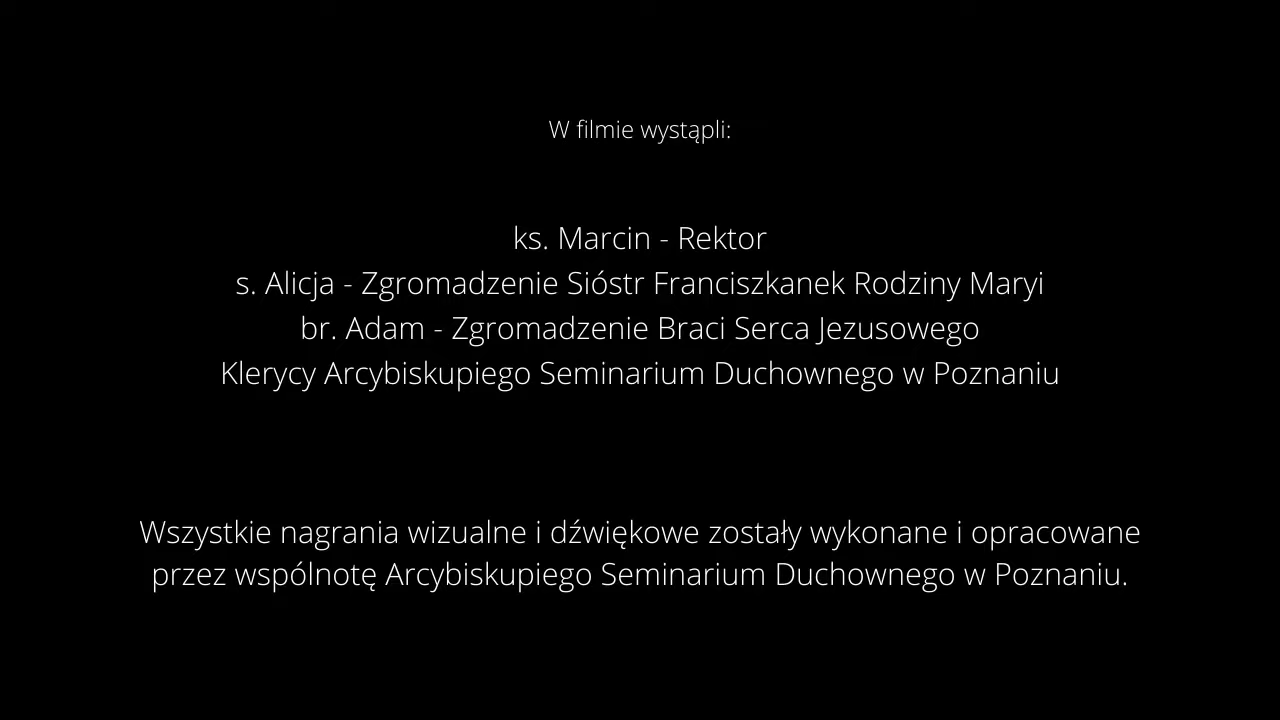 W filmie wystąpli:
ks. Marcin - Rektor
s. Alicja - Zgromadzenie Sióstr Franciszkanek Rodziny Maryi
br. Adam - Zgromadzenie Braci Serca Jezusowego
Klerycy Arcybiskupiego Seminarium Duchownego w Poznaniu
Wszystkie nagrania wizualne i dźwiękowe zostały wykonane i opracowane
przez wspólnotę Arcybiskupiego Seminarium Duchownego w Poznaniu.